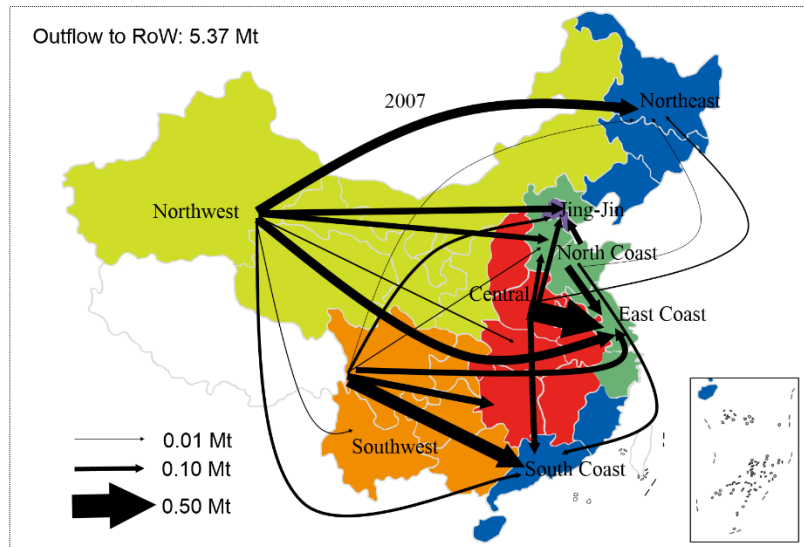 Outflow to RoW: 5.37 Mt
2007
Northeast
Northwest
Jing-Jin
North Coast
Central
East Coast
Southwest
South Coast
0.01 Mt
0.10 Mt
0.50 Mt